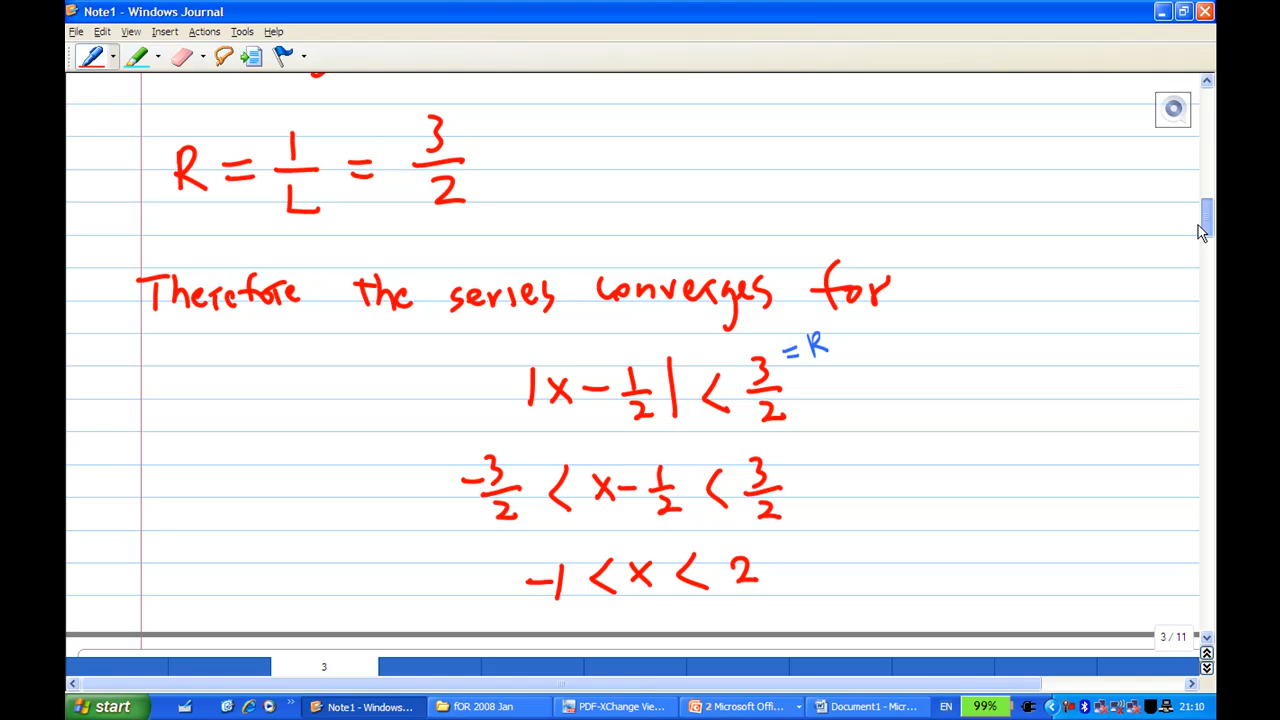 Note1 - Windows Journal
File Edit View Insert Actions Tools Help
R = 1/L = 3/2
Therefore the series converges for
|x - 1/2| < 3/2 = R
-3/2 < x - 1/2 < 3/2
-1 < x < 2
3 / 11
3
start
Note1 - Windows...
fOR 2008 Jan
PDF-XChange Vie...
2 Microsoft Offi...
Document1 - Micr...
EN
99%
21:10